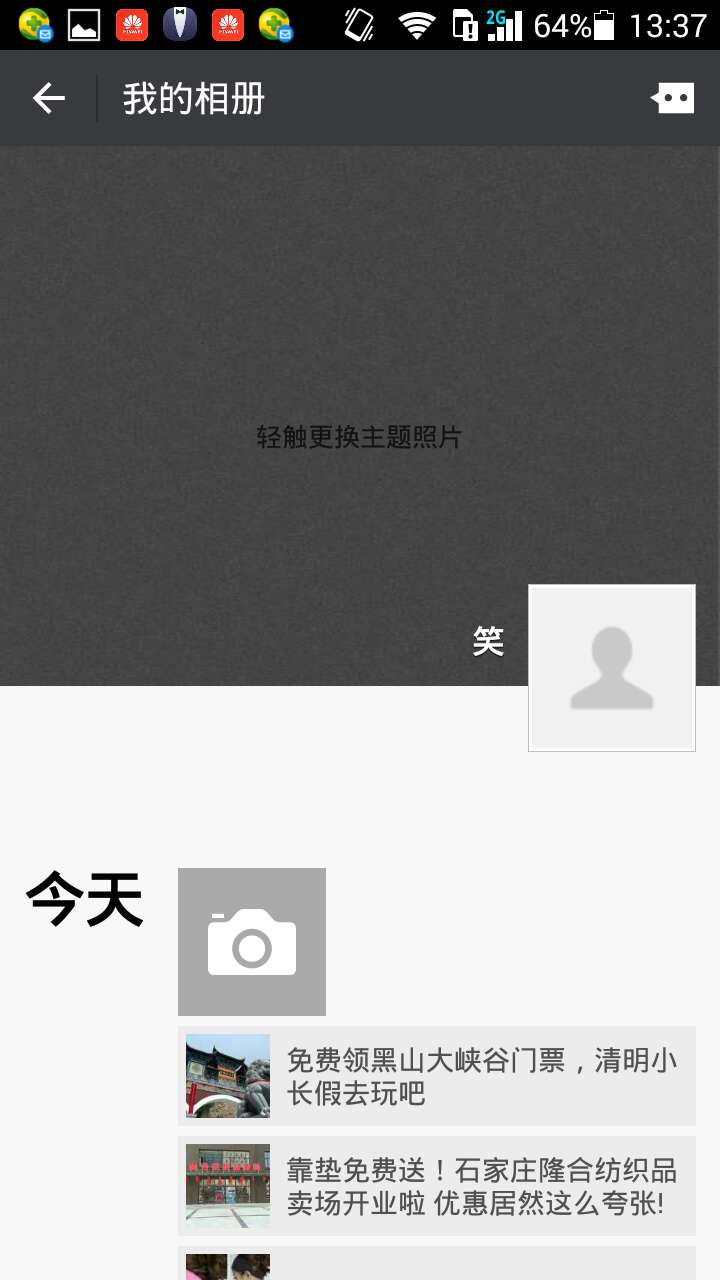 2G 64% 13:37
我的相册
轻触更换主题照片
笑
今天
免费领黑山大峡谷门票，清明小
长假去玩吧
靠垫免费送！石家庄隆合纺织品
卖场开业啦 优惠居然这么夸张!